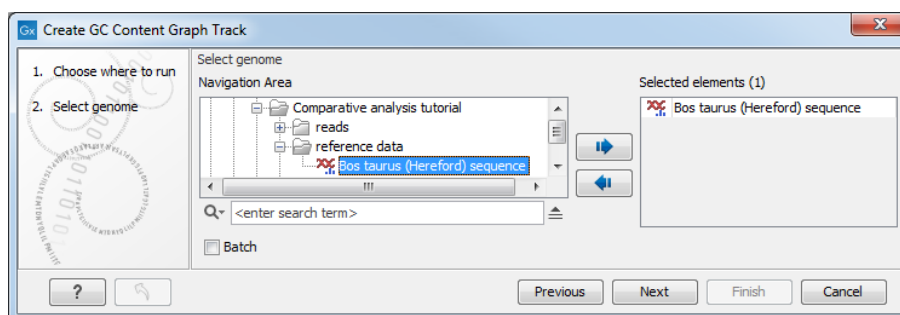 Gx Create GC Content Graph Track
x
1. Choose where to run
2. Select genome
Select genome
Navigation Area
Comparative analysis tutorial
reads
reference data
Bos taurus (Hereford) sequence
<enter search term>
Batch
Selected elements (1)
Bos taurus (Hereford) sequence
? Previous Next Finish Cancel